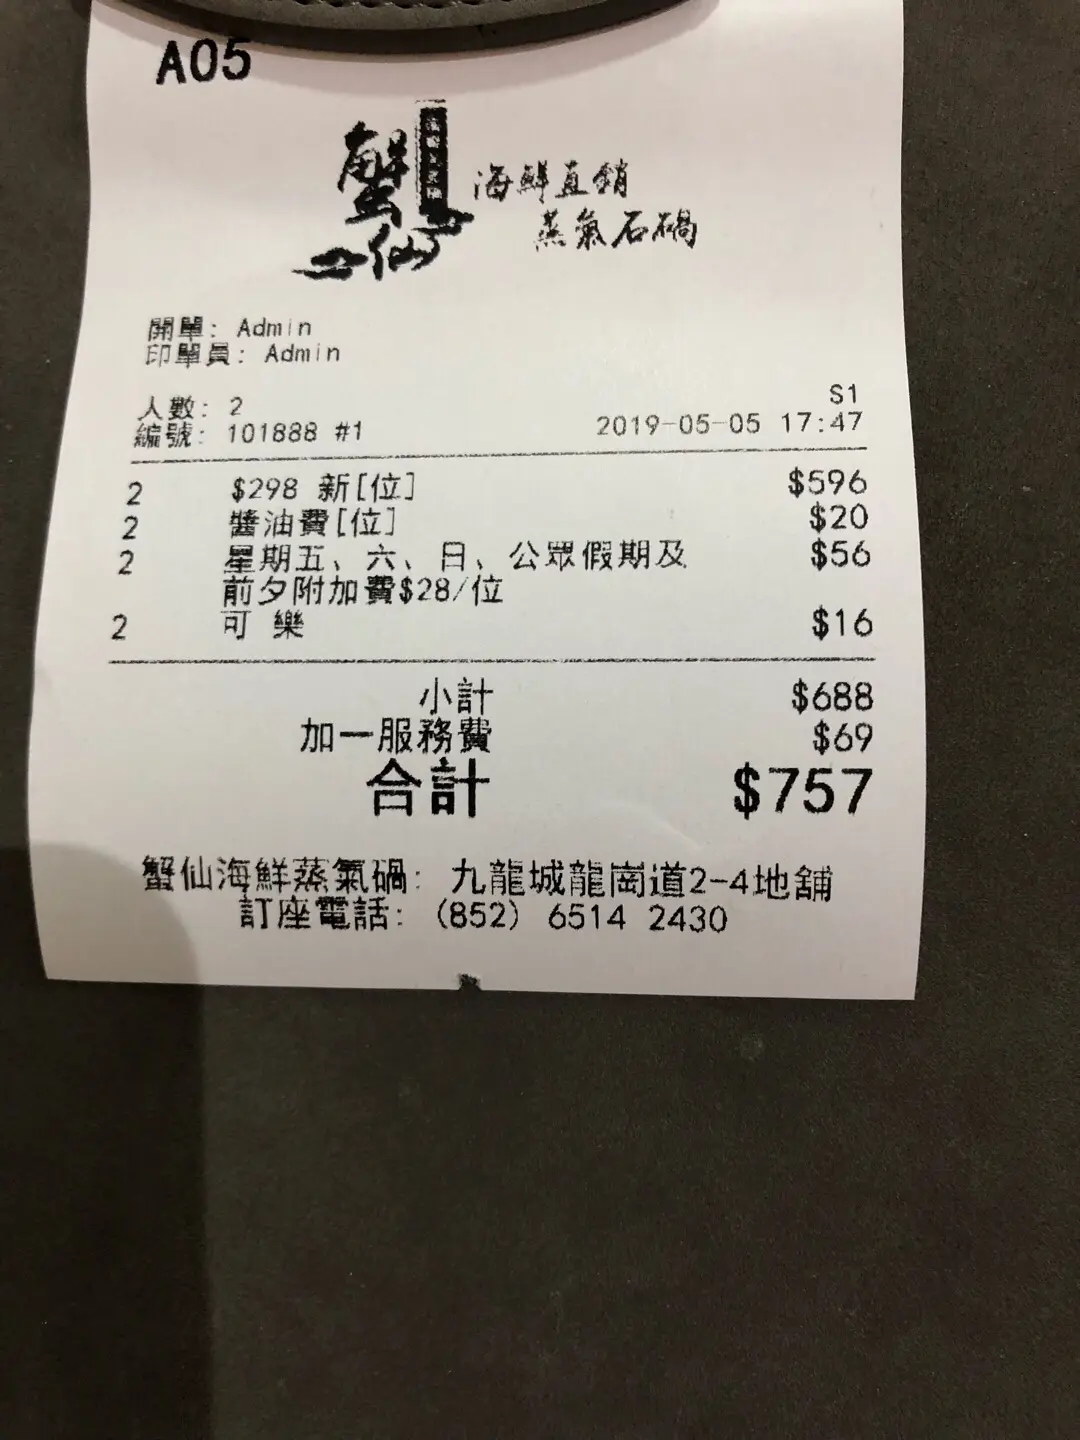 A05
蟹仙
海鮮直銷
蒸氣石鍋
開單: Admin
印單員: Admin
S1
人數: 2
編號: 101888 #1 2019-05-05 17:47
2 $298 新[位] $596
2 醬油費[位] $20
2 星期五、六、日、公眾假期及 $56
前夕附加費$28/位
2 可樂 $16
小計 $688
加一服務費 $69
合計 $757
蟹仙海鮮蒸氣鍋: 九龍城龍崗道2-4地舖
訂座電話: (852) 6514 2430